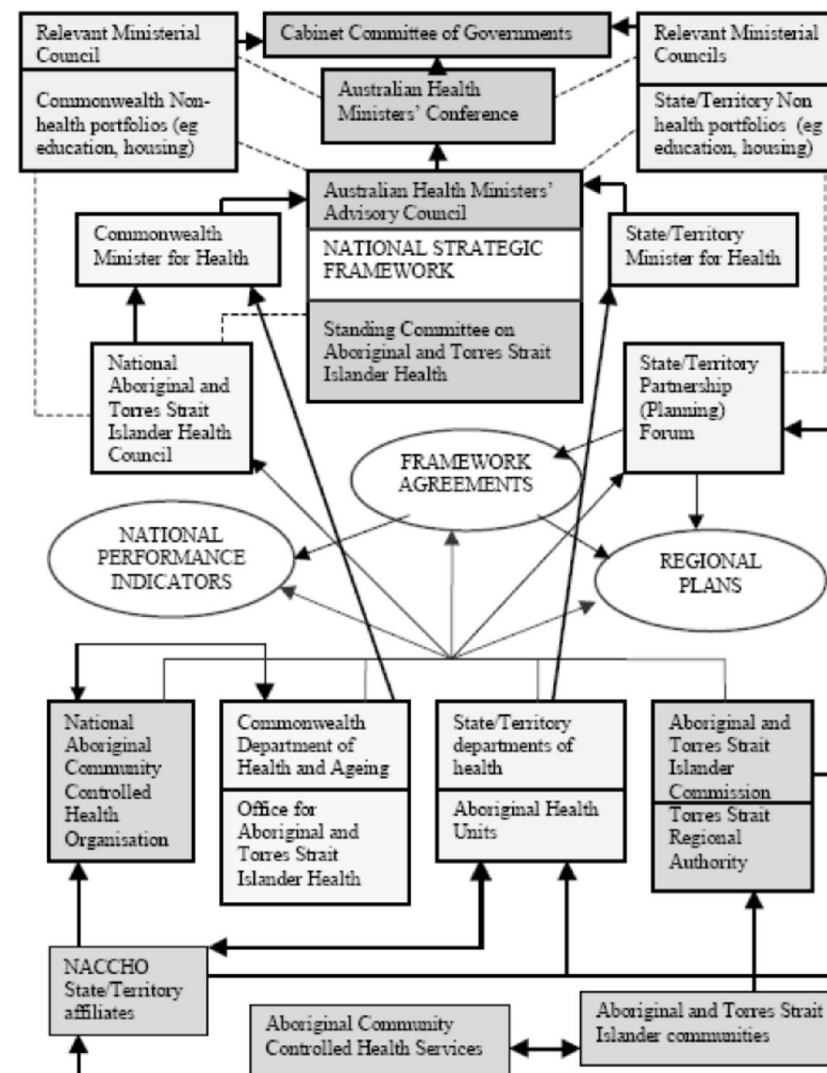 Relevant Ministerial
Council
Commonwealth Non-
health portfolios (eg
education, housing)
Cabinet Committee of Governments
Australian Health
Ministers' Conference
Relevant Ministerial
Councils
State/Territory Non
health portfolios (eg
education, housing)
Australian Health Ministers'
Advisory Council
NATIONAL STRATEGIC
FRAMEWORK
Standing Committee on
Aboriginal and Torres Strait
Islander Health
Commonwealth
Minister for Health
State/Territory
Minister for Health
National
Aboriginal and
Torres Strait
Islander Health
Council
State/Territory
Partnership
(Planning)
Forum
FRAMEWORK
AGREEMENTS
NATIONAL
PERFORMANCE
INDICATORS
REGIONAL
PLANS
National
Aboriginal
Community
Controlled
Health
Organisation
Commonwealth
Department of
Health and Ageing
Office for
Aboriginal and
Torres Strait
Islander Health
State/Territory
departments of
health
Aboriginal Health
Units
Aboriginal and
Torres Strait
Islander
Commission
Torres Strait
Regional
Authority
NACCHO
State/Territory
affiliates
Aboriginal Community
Controlled Health Services
Aboriginal and Torres Strait
Islander communities